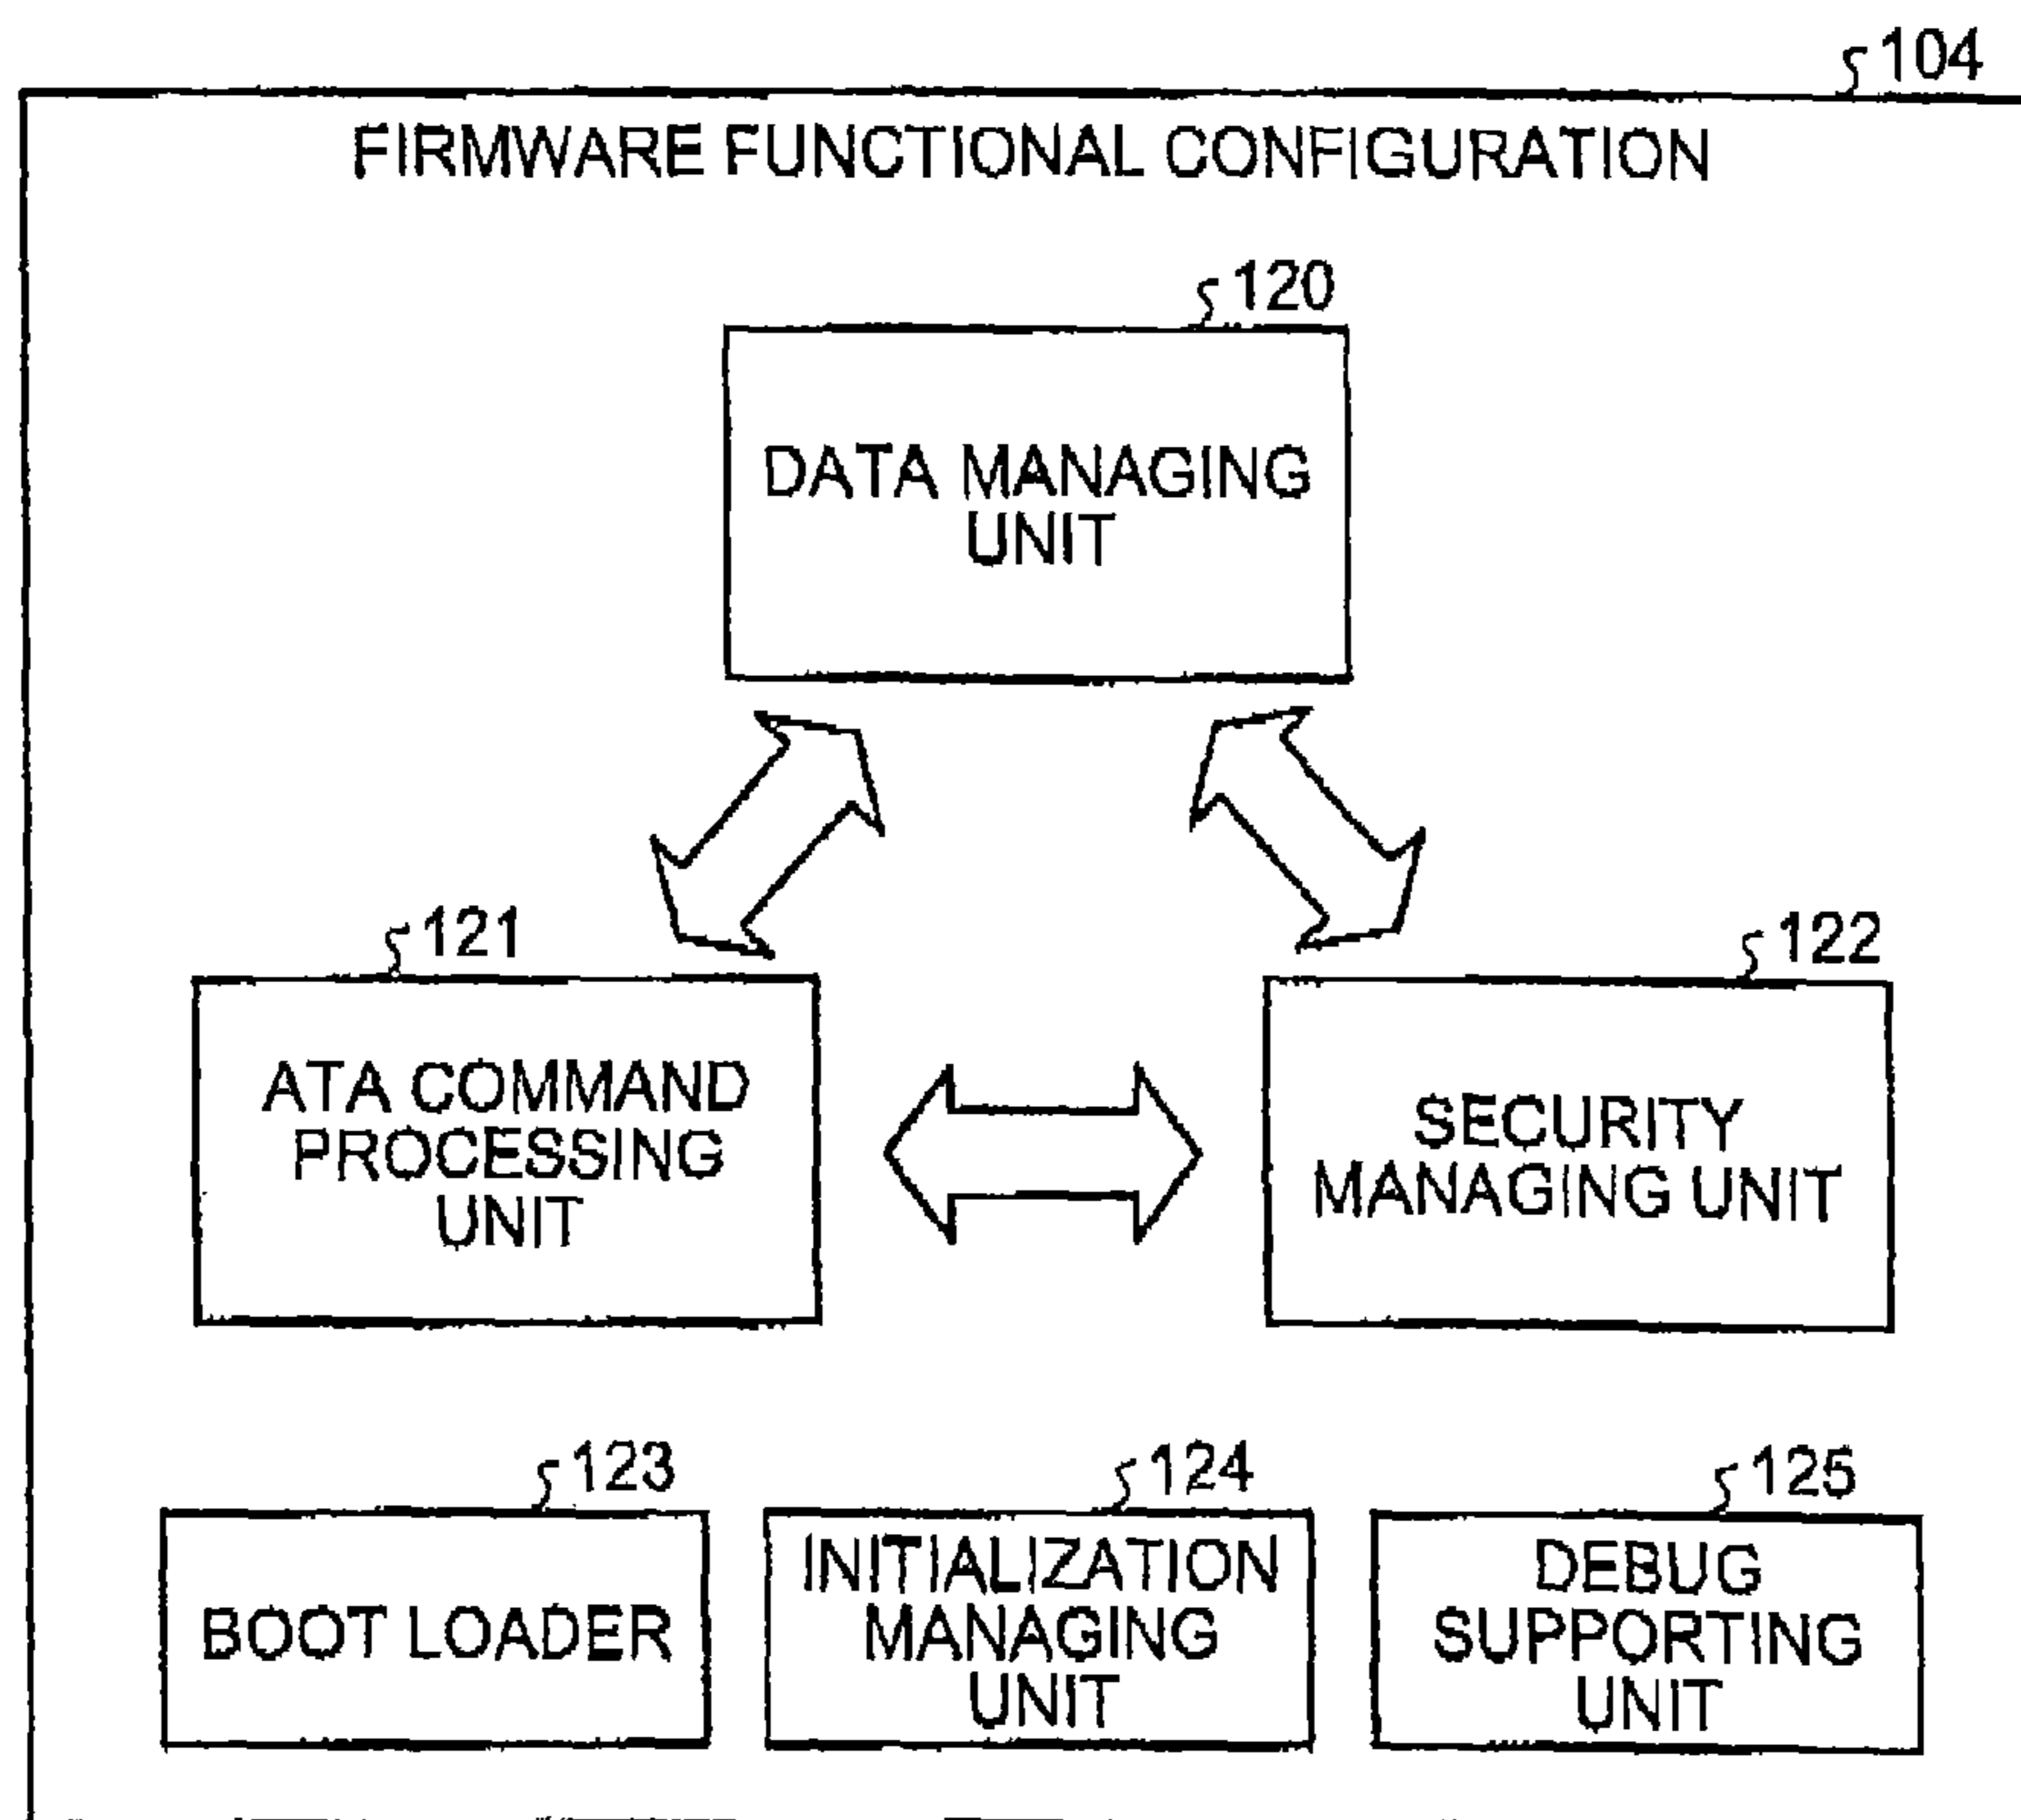 104
FIRMWARE FUNCTIONAL CONFIGURATION
120
DATA MANAGING
UNIT
121
122
ATA COMMAND
PROCESSING
UNIT
SECURITY
MANAGING UNIT
123
124
125
BOOT LOADER
INITIALIZATION
MANAGING
UNIT
DEBUG
SUPPORTING
UNIT